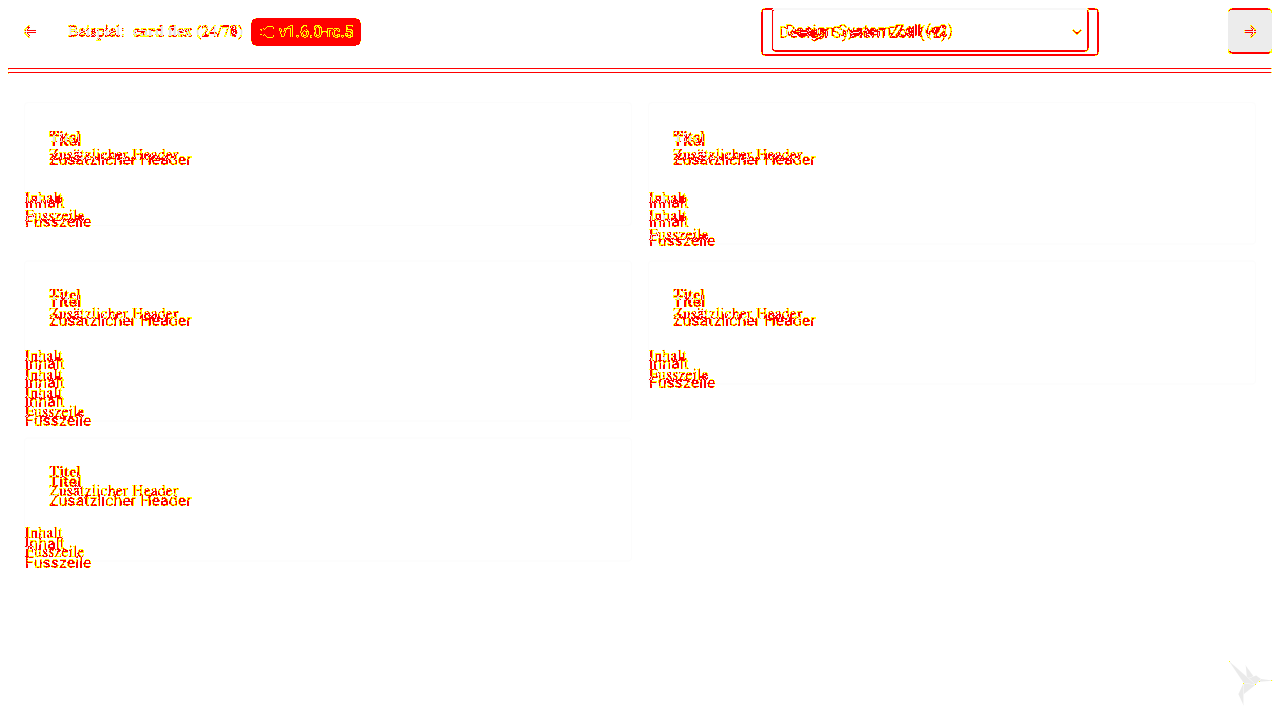 Beispiel: card-flex (24/70) v1.6.0-rc.5
Design System Zoll (v2)
Titel
Zusätzlicher Header
Inhalt
Fusszeile
Titel
Zusätzlicher Header
Inhalt
Inhalt
Fusszeile
Titel
Zusätzlicher Header
Inhalt
Inhalt
Inhalt
Fusszeile
Titel
Zusätzlicher Header
Inhalt
Fusszeile
Titel
Zusätzlicher Header
Inhalt
Fusszeile